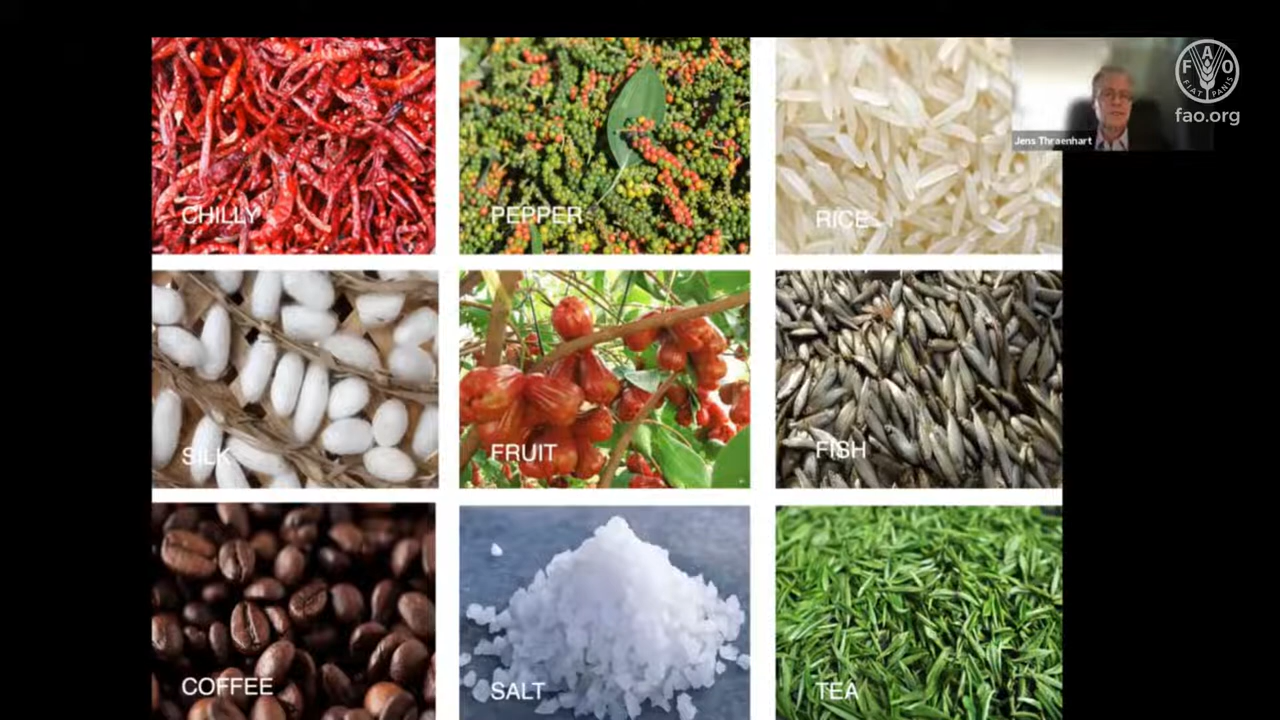 CHILLY
PEPPER
RICE
F A O
FIAT PANIS
fao.org
Jens Thraenhart
SILK
FRUIT
FISH
COFFEE
SALT
TEA